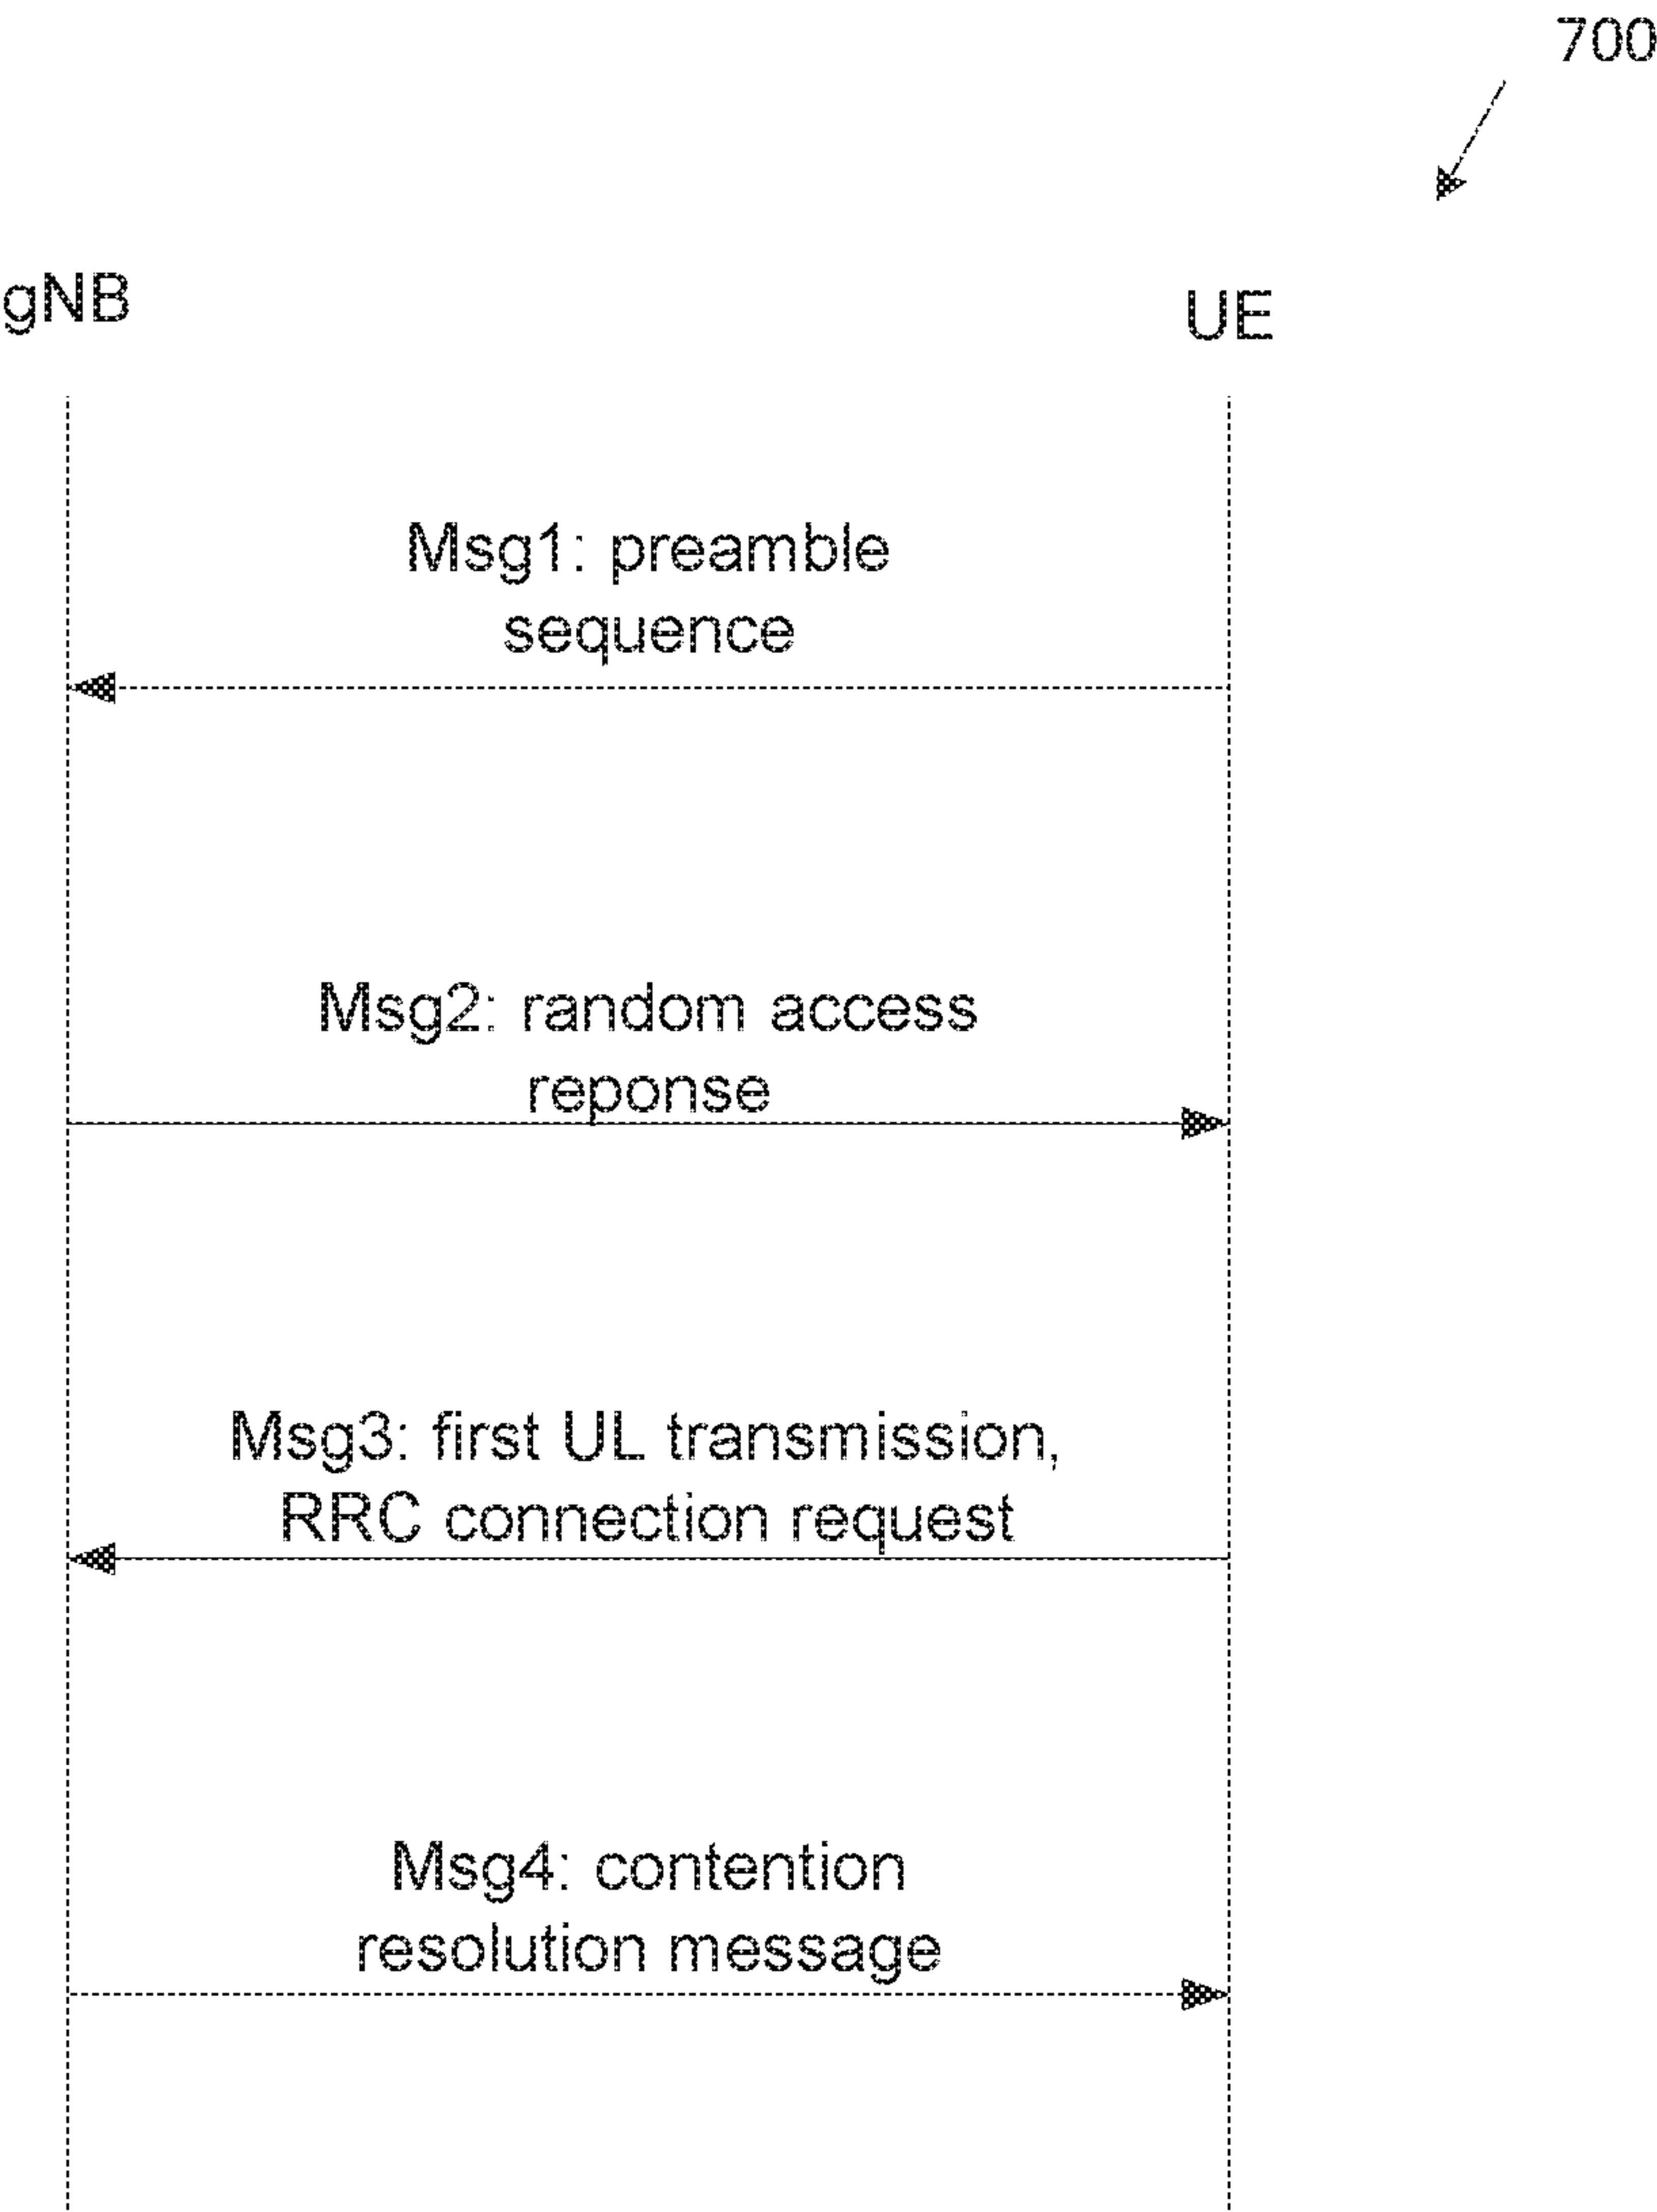 700
gNB
UE
Msg1: preamble
sequence
Msg2: random access
reponse
Msg3: first UL transmission,
RRC connection request
Msg4: contention
resolution message